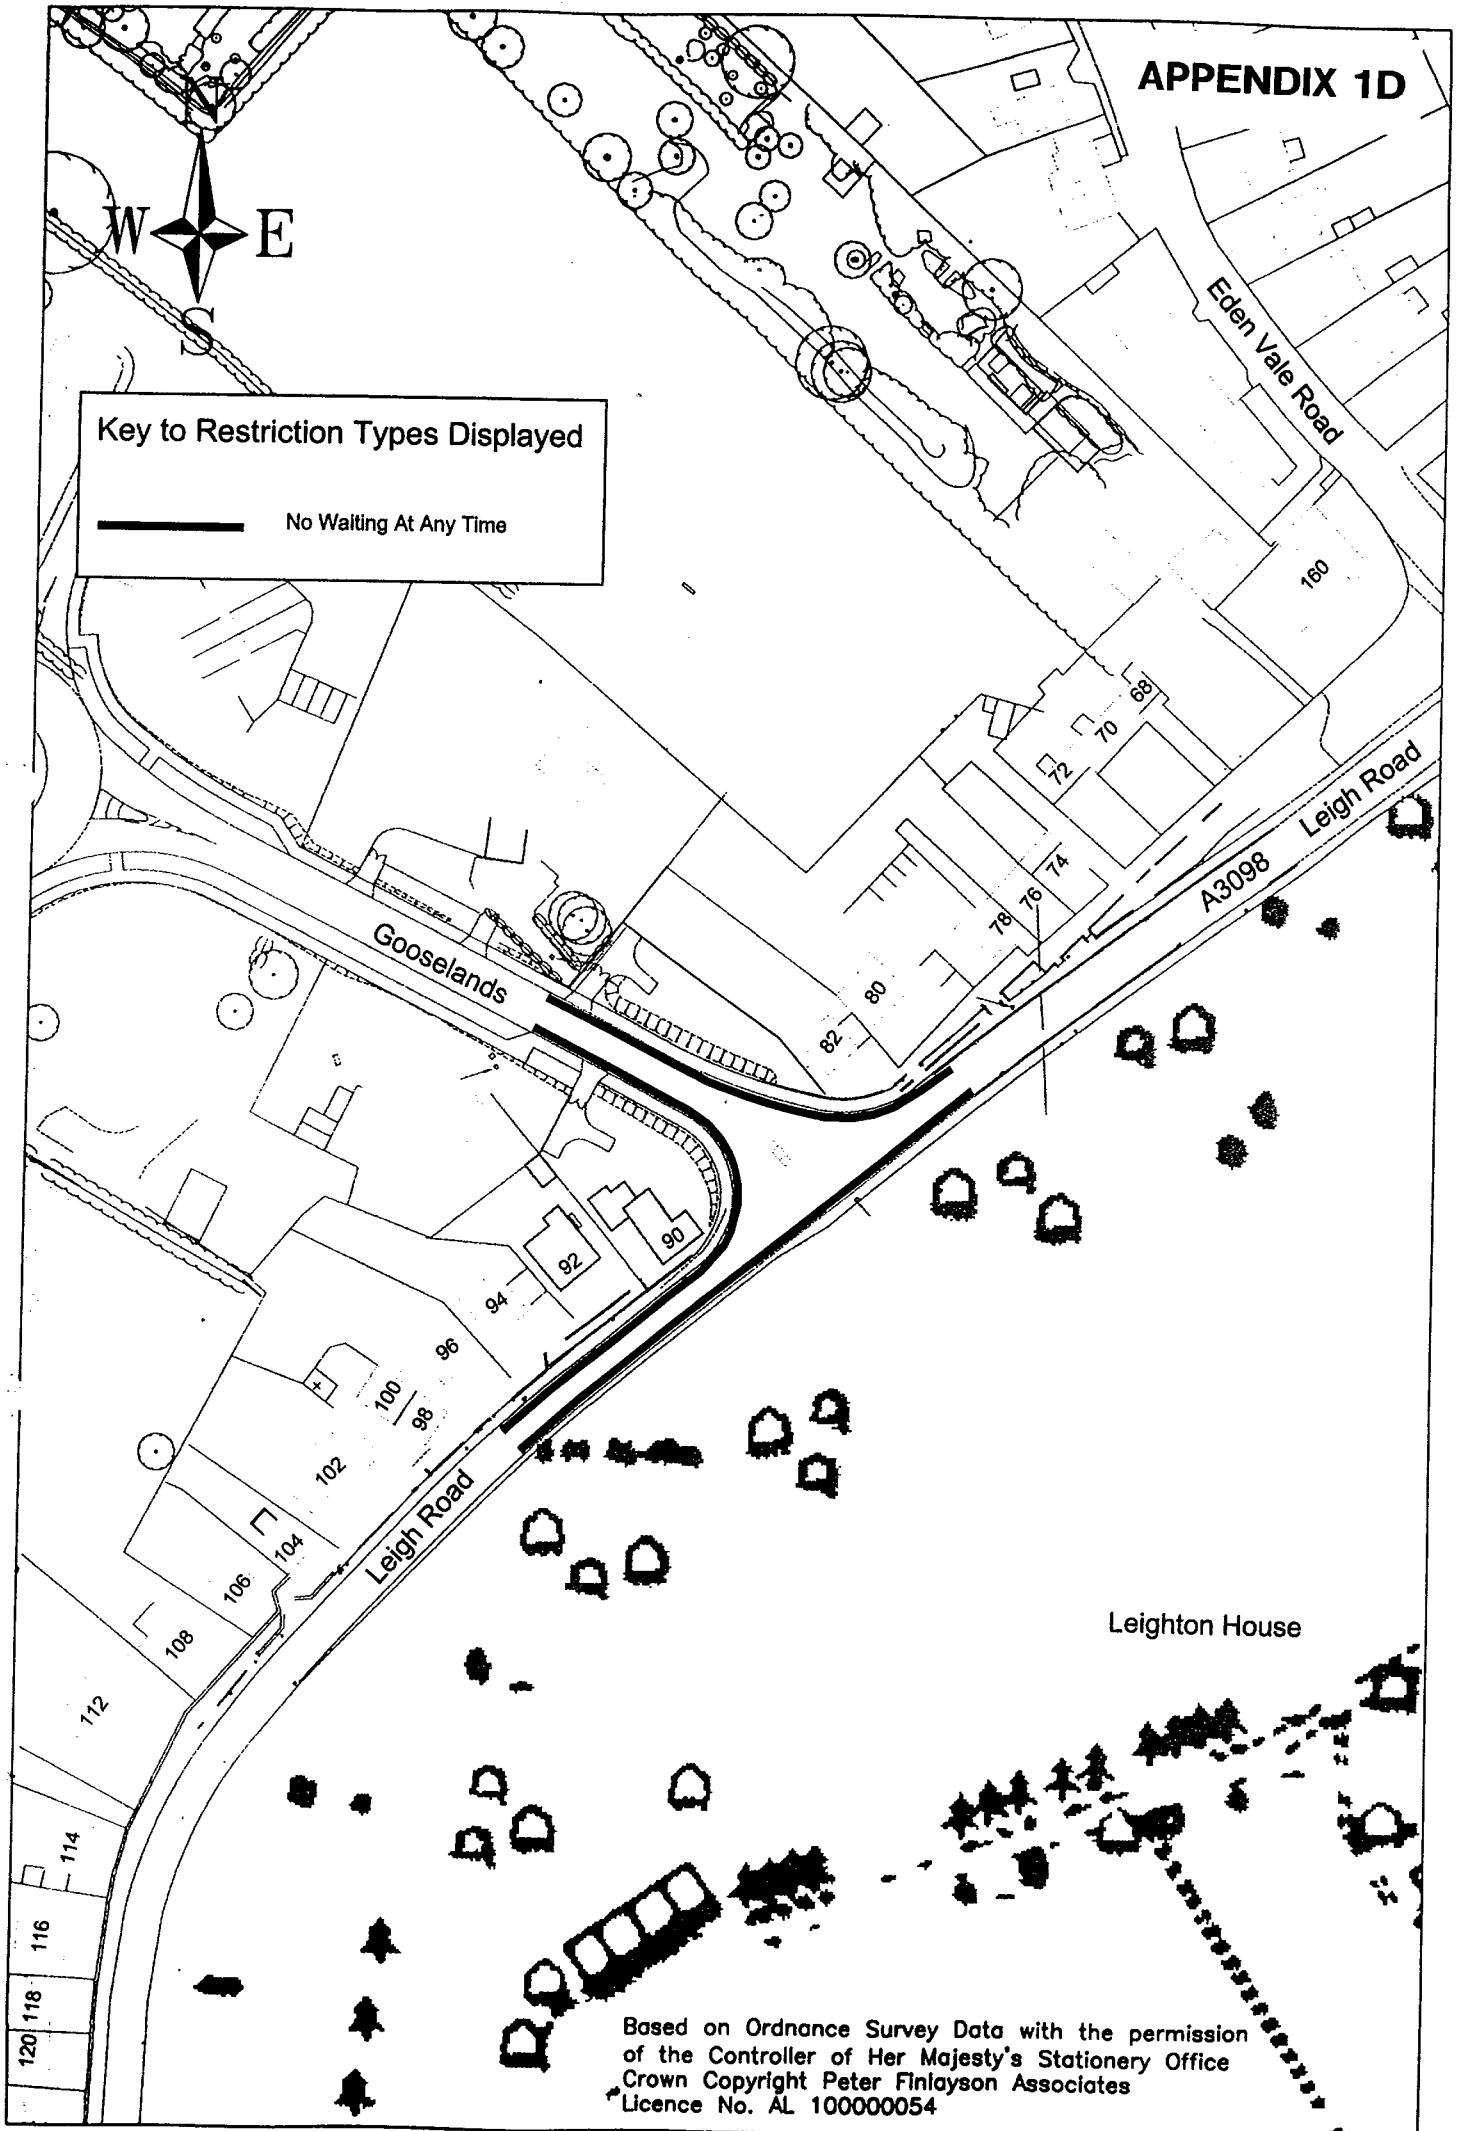 APPENDIX 1D
W E
S
Key to Restriction Types Displayed
No Waiting At Any Time
Eden Vale Road
160
68
70
72
Leigh Road
A3098
74
76
78
80
82
Gooselands
90
92
94
96
100
98
102
104
106
108
112
114
116
118
120
Leigh Road
Leighton House
Based on Ordnance Survey Data with the permission
of the Controller of Her Majesty's Stationery Office
Crown Copyright Peter Finlayson Associates
Licence No. AL 100000054